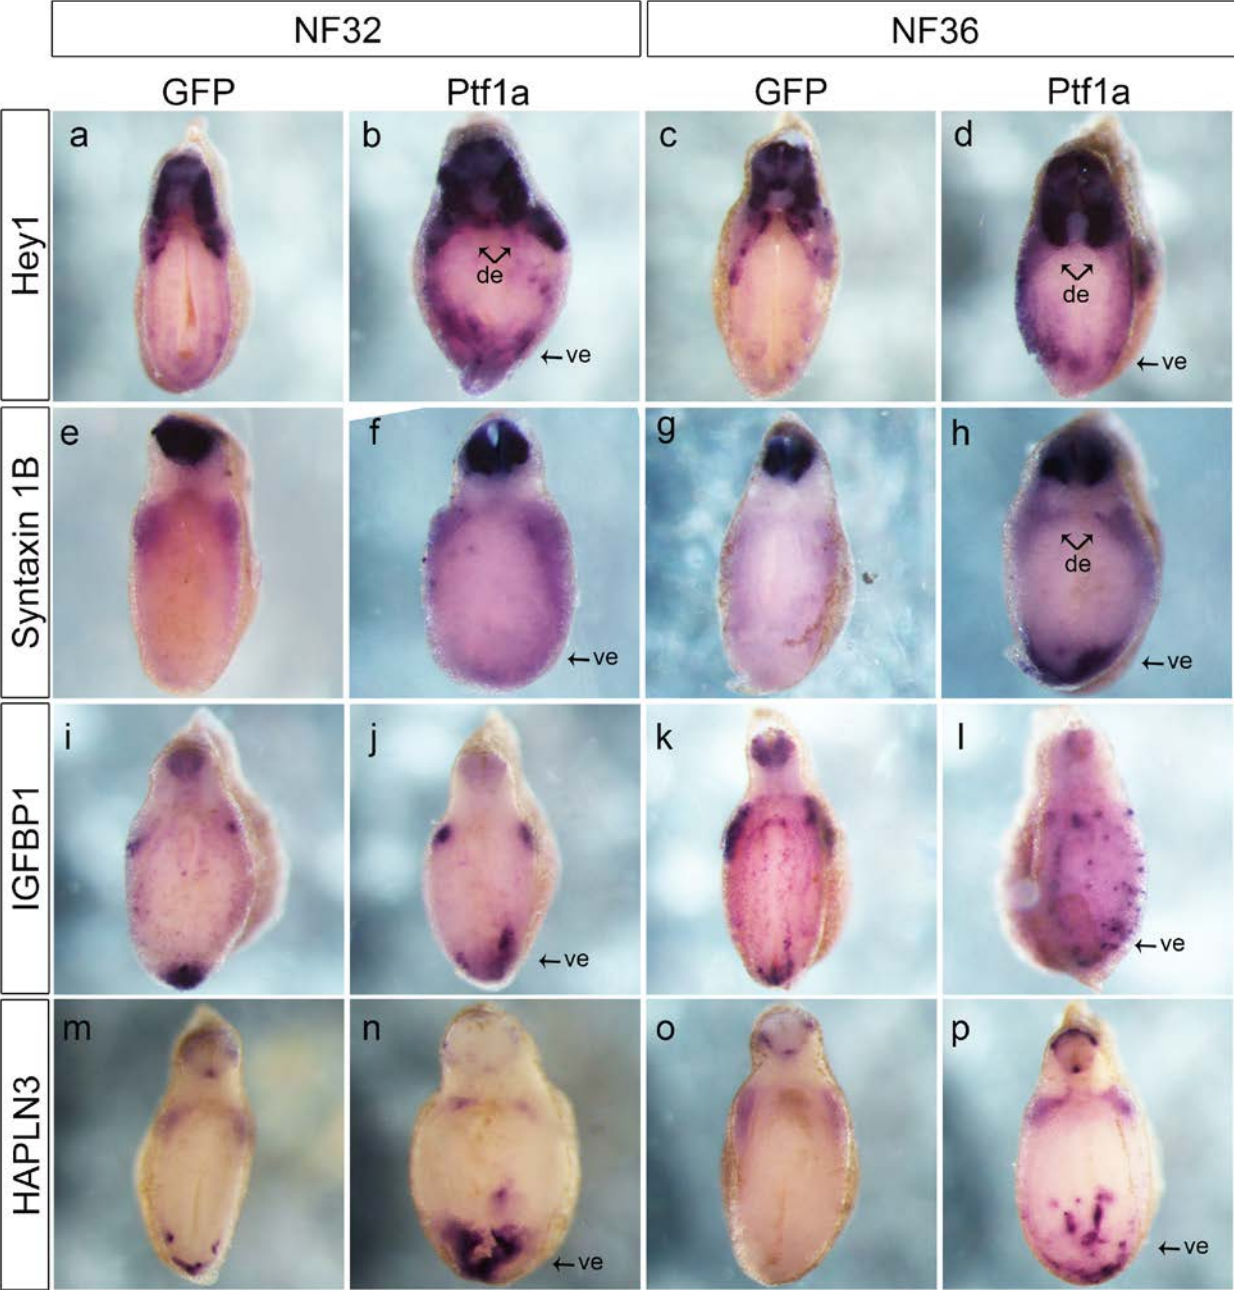 NF32 NF36
GFP Ptf1a GFP Ptf1a
Hey1
a b c d
de de
ve ve
Syntaxin 1B
e f g h
de
ve ve
IGFBP1
i j k l
ve ve
HAPLN3
m n o p
ve ve